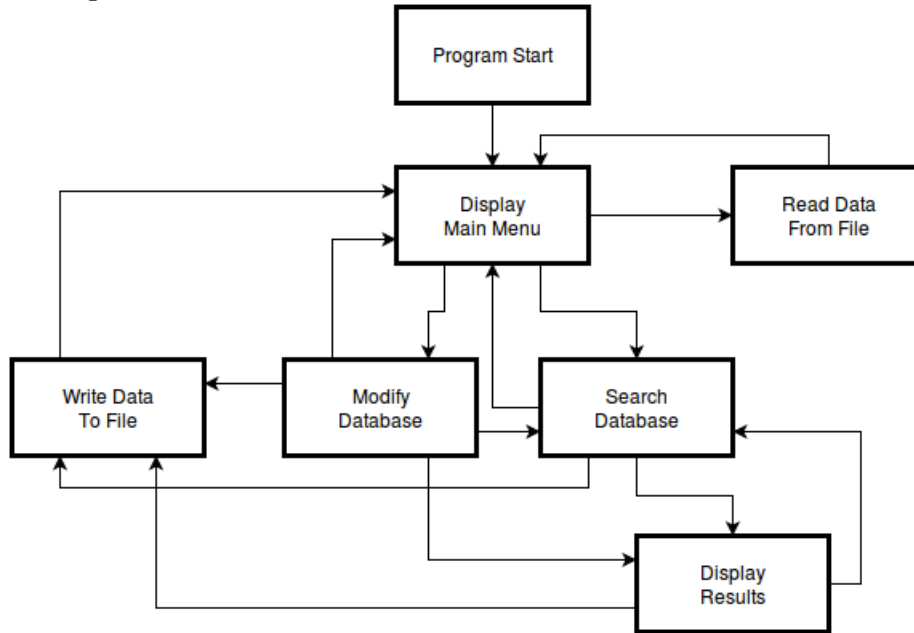 Program Start
Display
Main Menu
Read Data
From File
Write Data
To File
Modify
Database
Search
Database
Display
Results